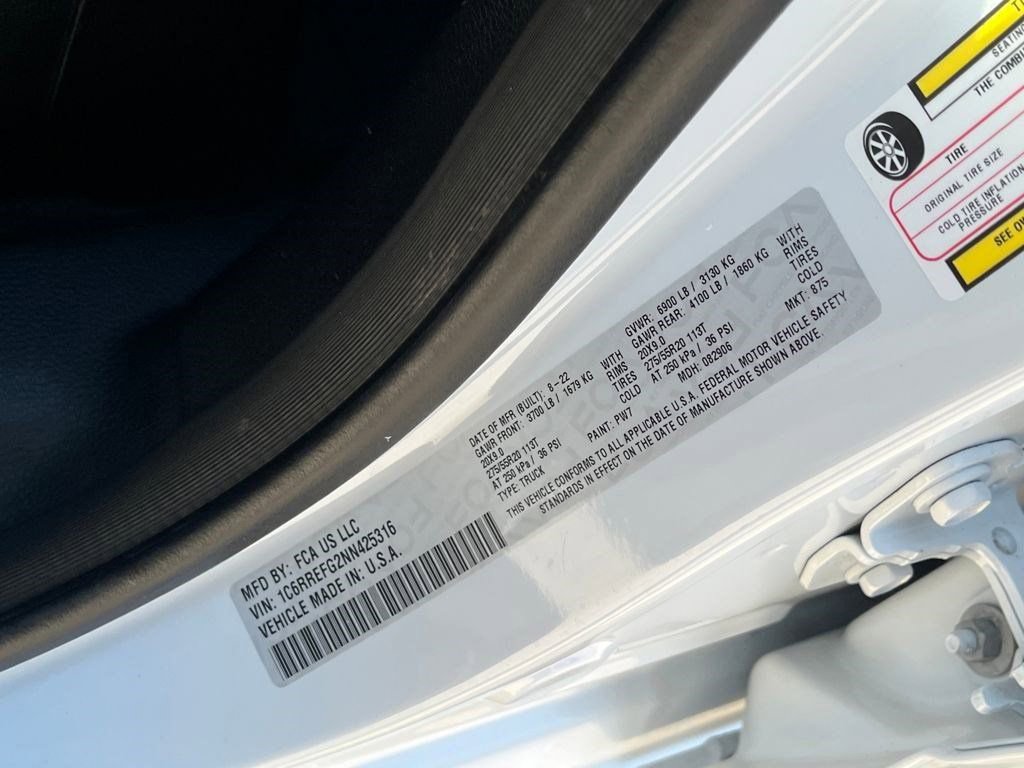 MFD BY: FCA US LLC
VIN: 1C6RREFG2NN425316
VEHICLE MADE IN: U.S.A.
DATE OF MFR (BUILT): 8-22 GVWR: 6900 LB / 3130 KG
GAWR FRONT: 3700 LB / 1679 KG WITH GAWR REAR: 4100 LB / 1860 KG WITH
20X9.0 RIMS 20X9.0 RIMS
275/55R20 113T TIRES 275/55R20 113T TIRES
AT 250 kPa / 36 PSI COLD AT 250 kPa / 36 PSI COLD
TYPE: TRUCK PAINT: PW7 MDH: 082906 MKT: 875
THIS VEHICLE CONFORMS TO ALL APPLICABLE U.S.A. FEDERAL MOTOR VEHICLE SAFETY
STANDARDS IN EFFECT ON THE DATE OF MANUFACTURE SHOWN ABOVE.
T
SEATING
THE COMBI
TIRE
ORIGINAL TIRE SIZE
COLD TIRE INFLATION
PRESSURE
SEE OW